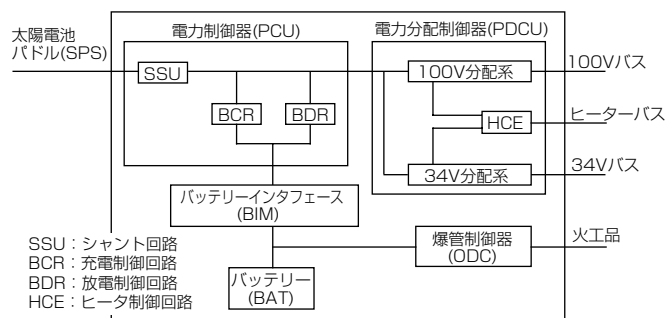 太陽電池
パドル(SPS)
電力制御器(PCU)
SSU
BCR
BDR
電力分配制御器(PDCU)
100V分配系
HCE
34V分配系
100Vバス
ヒーターバス
34Vバス
バッテリーインタフェース
(BIM)
爆管制御器
(ODC)
火工品
バッテリー
(BAT)
SSU：シャント回路
BCR：充電制御回路
BDR：放電制御回路
HCE：ヒータ制御回路